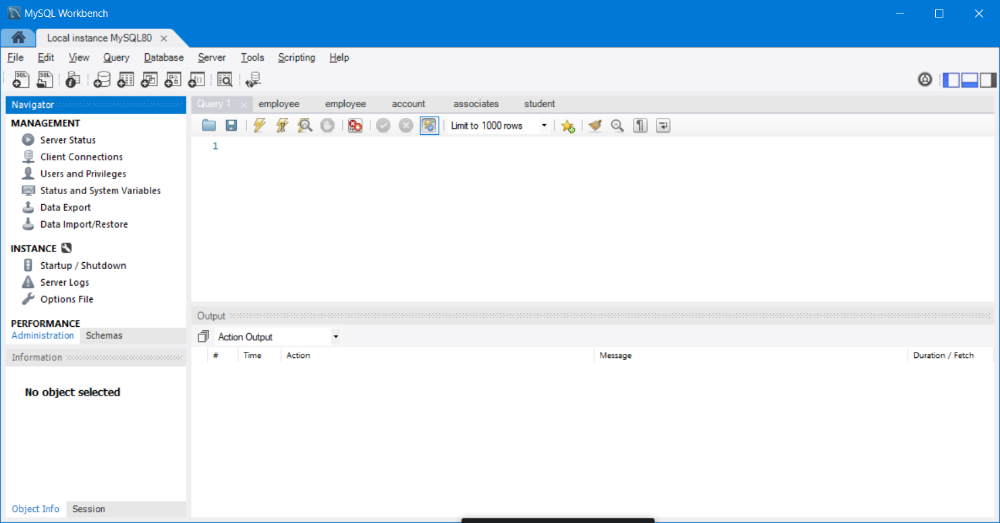 MySQL Workbench
Local instance MySQL80
File Edit View Query Database Server Tools Scripting Help
SQL SQL
Navigator
MANAGEMENT
Server Status
Client Connections
Users and Privileges
Status and System Variables
Data Export
Data Import/Restore
INSTANCE
Startup / Shutdown
Server Logs
Options File
PERFORMANCE
Administration Schemas
Information
No object selected
Object Info Session
Query 1 employee employee account associates student
Limit to 1000 rows
1
Output
Action Output
# Time Action Message Duration / Fetch